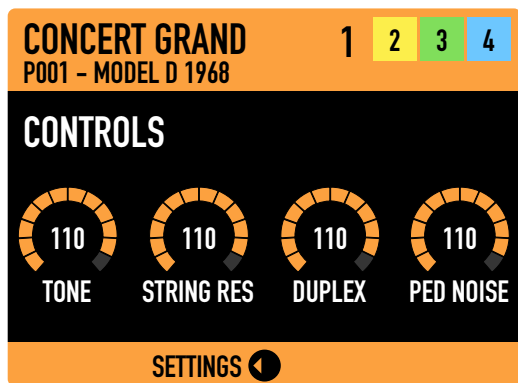 CONCERT GRAND 1 2 3 4
P001 - MODEL D 1968
CONTROLS
110 110 110 110
TONE STRING RES DUPLEX PED NOISE
SETTINGS